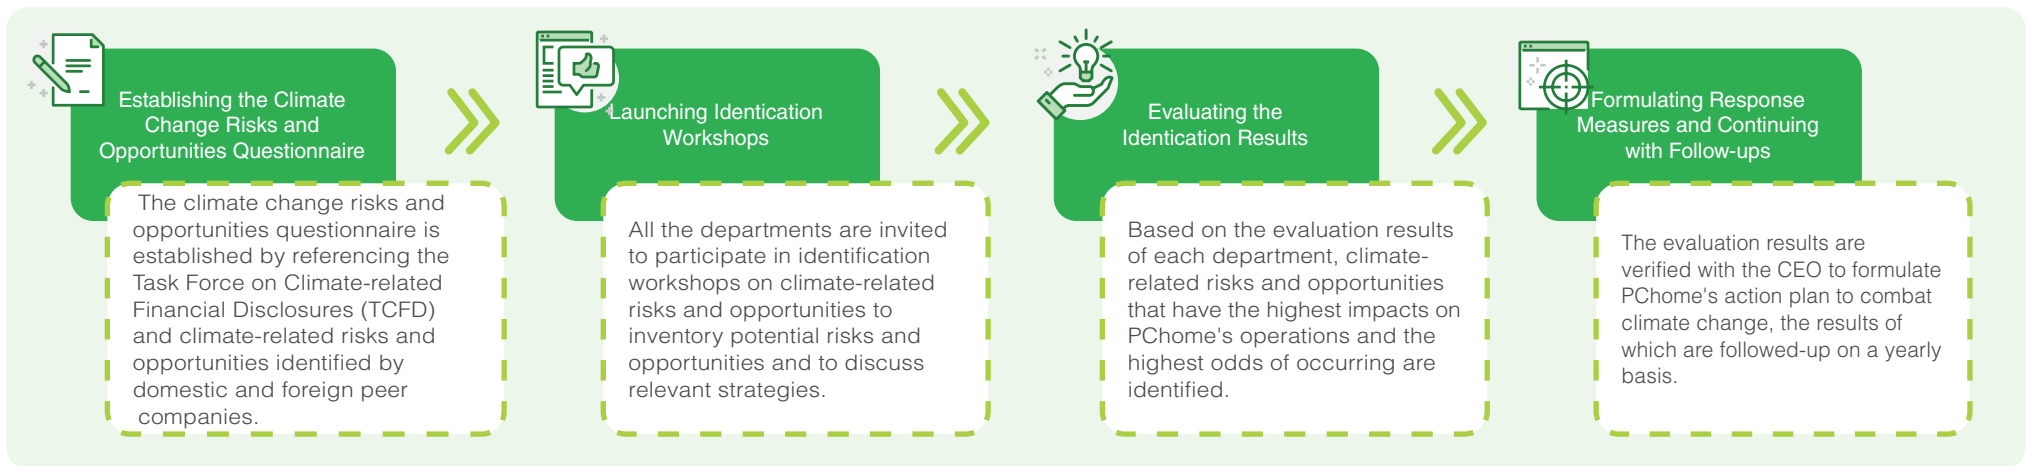 Establishing the Climate
Change Risks and
Opportunities Questionnaire
The climate change risks and
opportunities questionnaire is
established by referencing the
Task Force on Climate-related
Financial Disclosures (TCFD)
and climate-related risks and
opportunities identified by
domestic and foreign peer
companies.
Launching Identication
Workshops
All the departments are invited
to participate in identification
workshops on climate-related
risks and opportunities to
inventory potential risks and
opportunities and to discuss
relevant strategies.
Evaluating the
Identication Results
Based on the evaluation results
of each department, climate-
related risks and opportunities
that have the highest impacts on
PChome's operations and the
highest odds of occurring are
identified.
Formulating Response
Measures and Continuing
with Follow-ups
The evaluation results are
verified with the CEO to formulate
PChome's action plan to combat
climate change, the results of
which are followed-up on a yearly
basis.